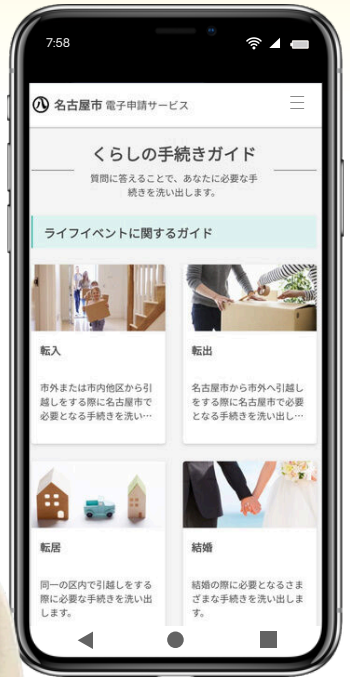 7:58
八 名古屋市 電子申請サービス
くらしの手続きガイド
質問に答えることで、あなたに必要な手
続きを洗い出します。
ライフイベントに関するガイド
転入
市外または市内他区から引
越しをする際に名古屋市で
必要となる手続きを洗い…
転出
名古屋市から市外へ引越し
をする際に名古屋市で必要
となる手続きを洗い出し…
転居
同一の区内で引越しをする
際に必要な手続きを洗い出
します。
結婚
結婚の際に必要となるさま
ざまな手続きを洗い出しま
す。